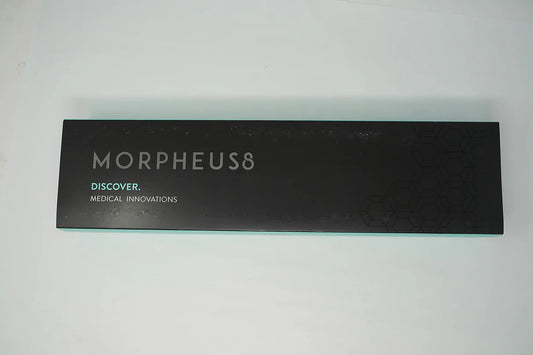 MORPHEUS8
DISCOVER.
MEDICAL INNOVATIONS